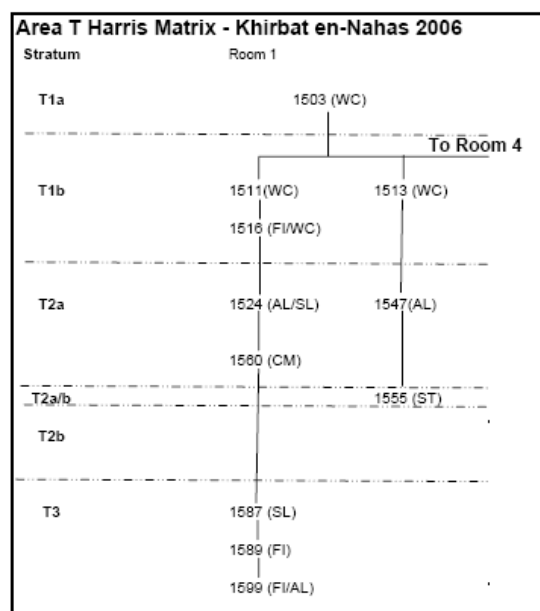 Area T Harris Matrix - Khirbat en-Nahas 2006
Stratum Room 1
T1a 1503 (WC)
To Room 4
T1b 1511(WC) 1513 (WC)
1516 (FI/WC)
T2a 1524 (AL/SL) 1547(AL)
1560 (CM)
T2a/b 1555 (ST)
T2b
T3 1587 (SL)
1589 (FI)
1599 (FI/AL)